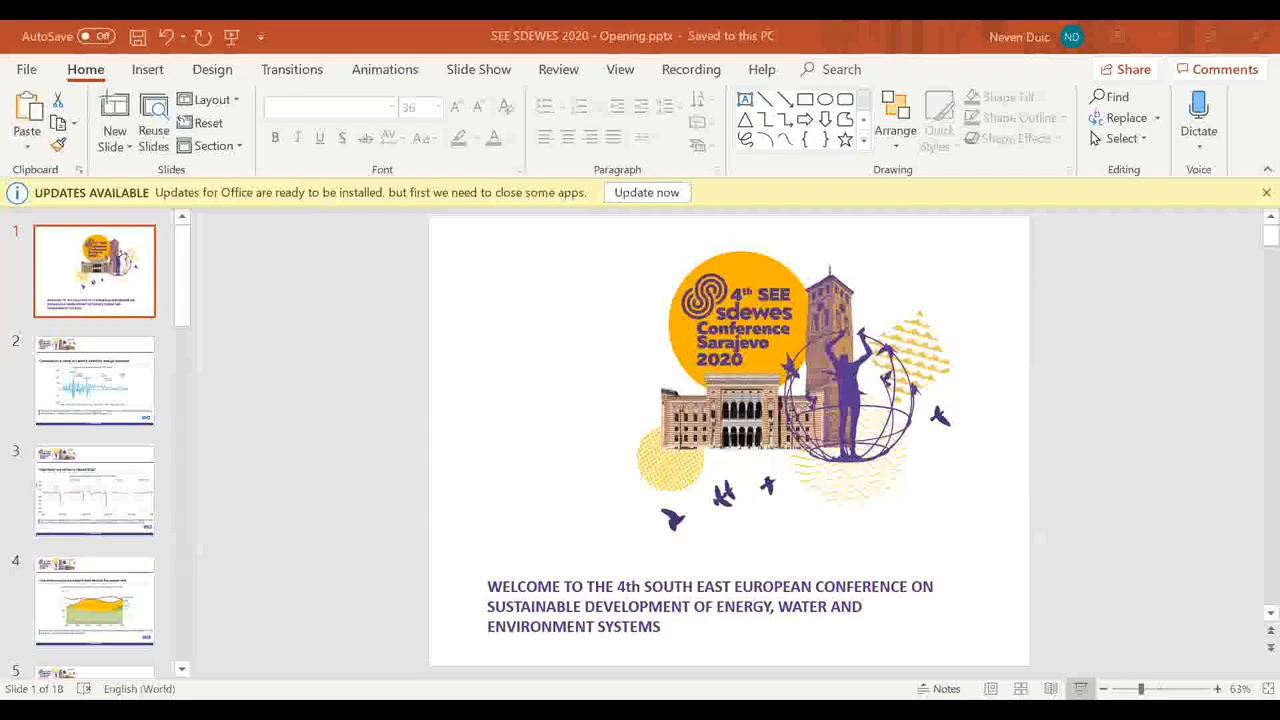 AutoSave Off SEE SDEWES 2020 - Opening.pptx - Saved to this PC Neven Duic ND
File Home Insert Design Transitions Animations Slide Show Review View Recording Help Search Share Comments
Paste
Clipboard
New Slide
Reuse Slides
Layout
Reset
Section
Slides
36
Font
Paragraph
Arrange
Quick Styles
Shape Fill
Shape Outline
Shape Effects
Drawing
Find
Replace
Select
Editing
Dictate
Voice
UPDATES AVAILABLE Updates for Office are ready to be installed, but first we need to close some apps. Update now
1
2
3
4
5
4th SEE
sdewes
Conference
Sarajevo
2020
WELCOME TO THE 4th SOUTH EAST EUROPEAN CONFERENCE ON
SUSTAINABLE DEVELOPMENT OF ENERGY, WATER AND
ENVIRONMENT SYSTEMS
Slide 1 of 18 English (World) Notes 63%